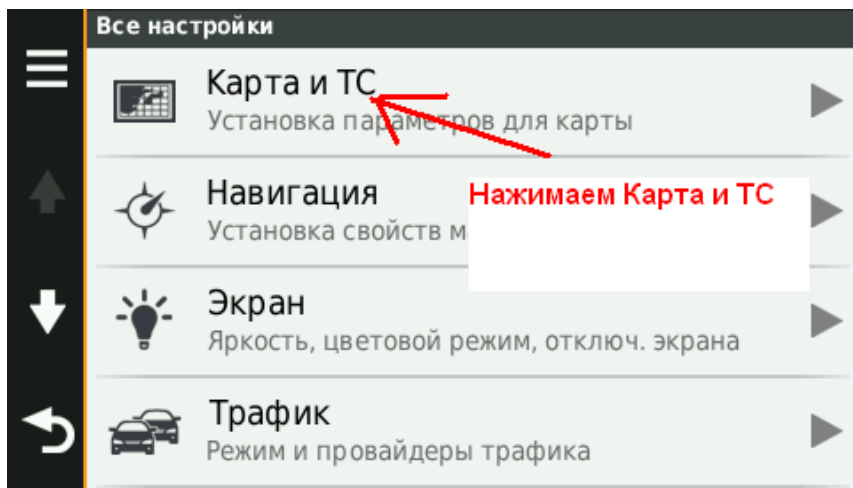 Все настройки
Карта и ТС
Установка параметров для карты
Навигация
Нажимаем Карта и ТС
Установка свойств м
Экран
Яркость, цветовой режим, отключ. экрана
Трафик
Режим и провайдеры трафика